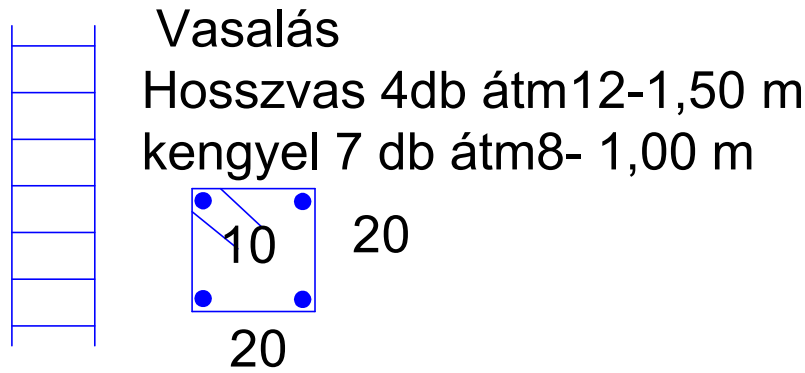 Vasalás
Hosszvas 4db átm12-1,50 m
kengyel 7 db átm8- 1,00 m
10
20
20